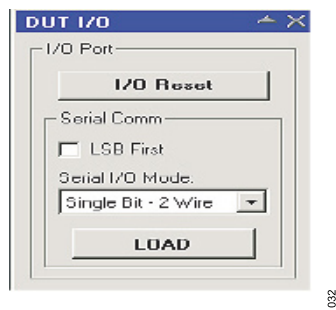 DUT I/O
I/O Port
I/O Reset
Serial Comm
LSB First
Serial I/O Mode:
Single Bit - 2 Wire
LOAD
032